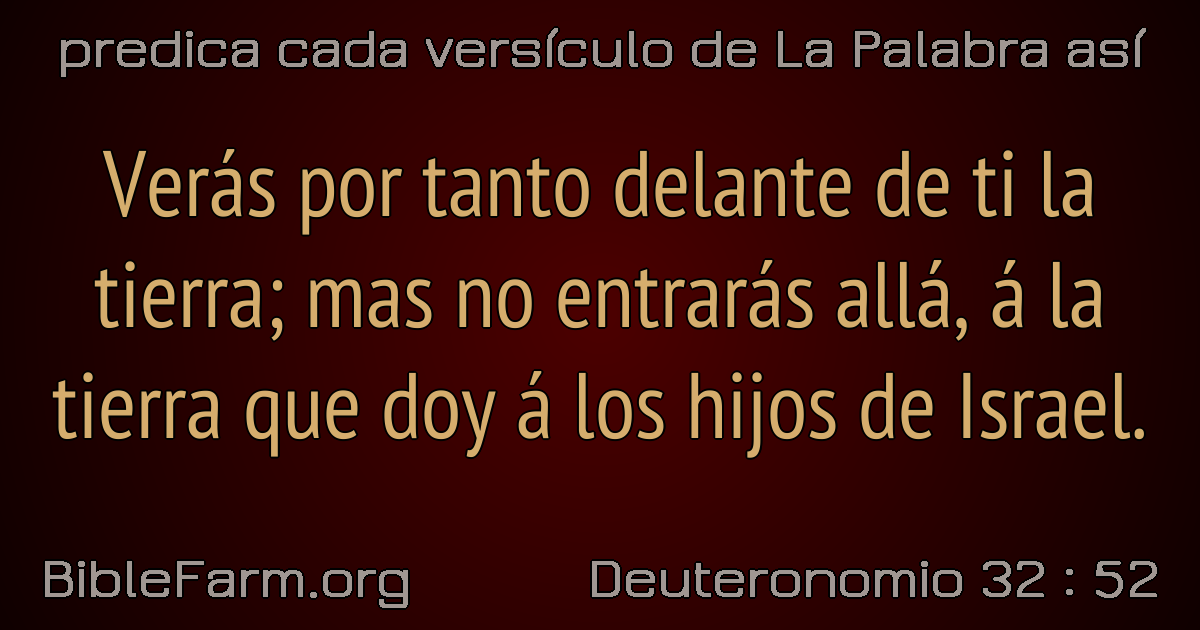 predica cada versículo de La Palabra así
Verás por tanto delante de ti la
tierra; mas no entrarás allá, á la
tierra que doy á los hijos de Israel.
BibleFarm.org
Deuteronomio 32 : 52